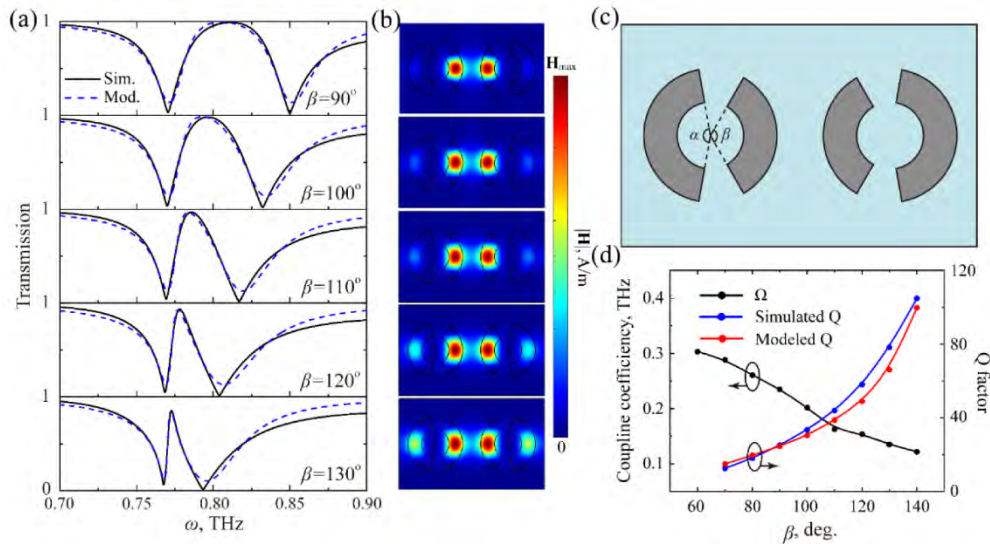 (a)
1
Sim.
Mod.
β=90°
1
β=100°
1
β=110°
1
β=120°
1
β=130°
0
0.70
0.75
0.80
0.85
0.90
Transmission
ω, THz
(b)
Hmax
|H|, A/m
0
(c)
α
β
(d)
Ω
Simulated Q
Modeled Q
0.4
0.3
0.2
0.1
120
80
40
0
60
80
100
120
140
Coupline coefficiency, THz
Q factor
β, deg.